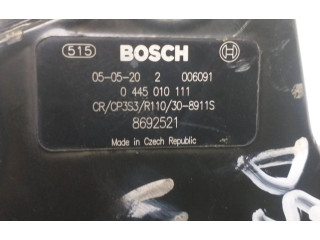 515 BOSCH
05-05-20 2 006091
0 445 010 111
CR/CP3S3/R110/30-8911S
8692521
Made in Czech Republic